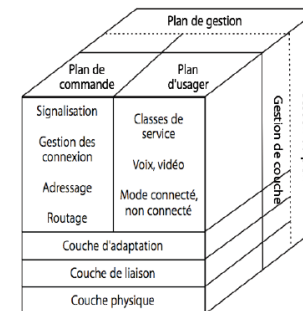 Plan de gestion
Plan de
commande
Plan
d'usager
Signalisation
Gestion des
connexion
Adressage
Routage
Classes de
service
Voix, vidéo
Mode connecté,
non connecté
Gestion de couche
Couche d'adaptation
Couche de liaison
Couche physique